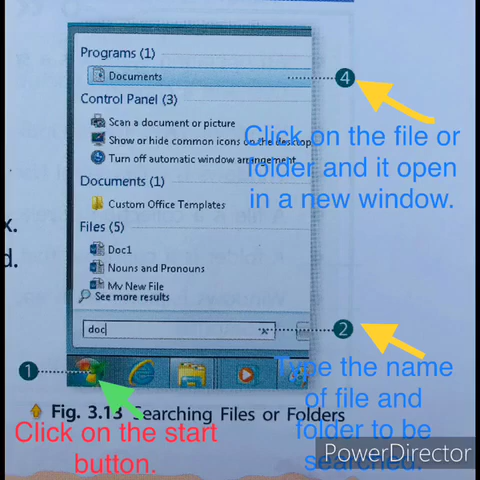 Programs (1)
Documents
4
Control Panel (3)
Scan a document or picture
Show or hide common icons on the desktop
Turn off automatic window arrangement
Click on the file or
folder and it open
in a new window.
Documents (1)
Custom Office Templates
Files (5)
x.
Doc1
Nouns and Pronouns
d.
My New File
See more results
doc
x
2
1
Type the name
of file and
folder to be
searched.
Fig. 3.13 Searching Files or Folders
Click on the start
button.
PowerDirector